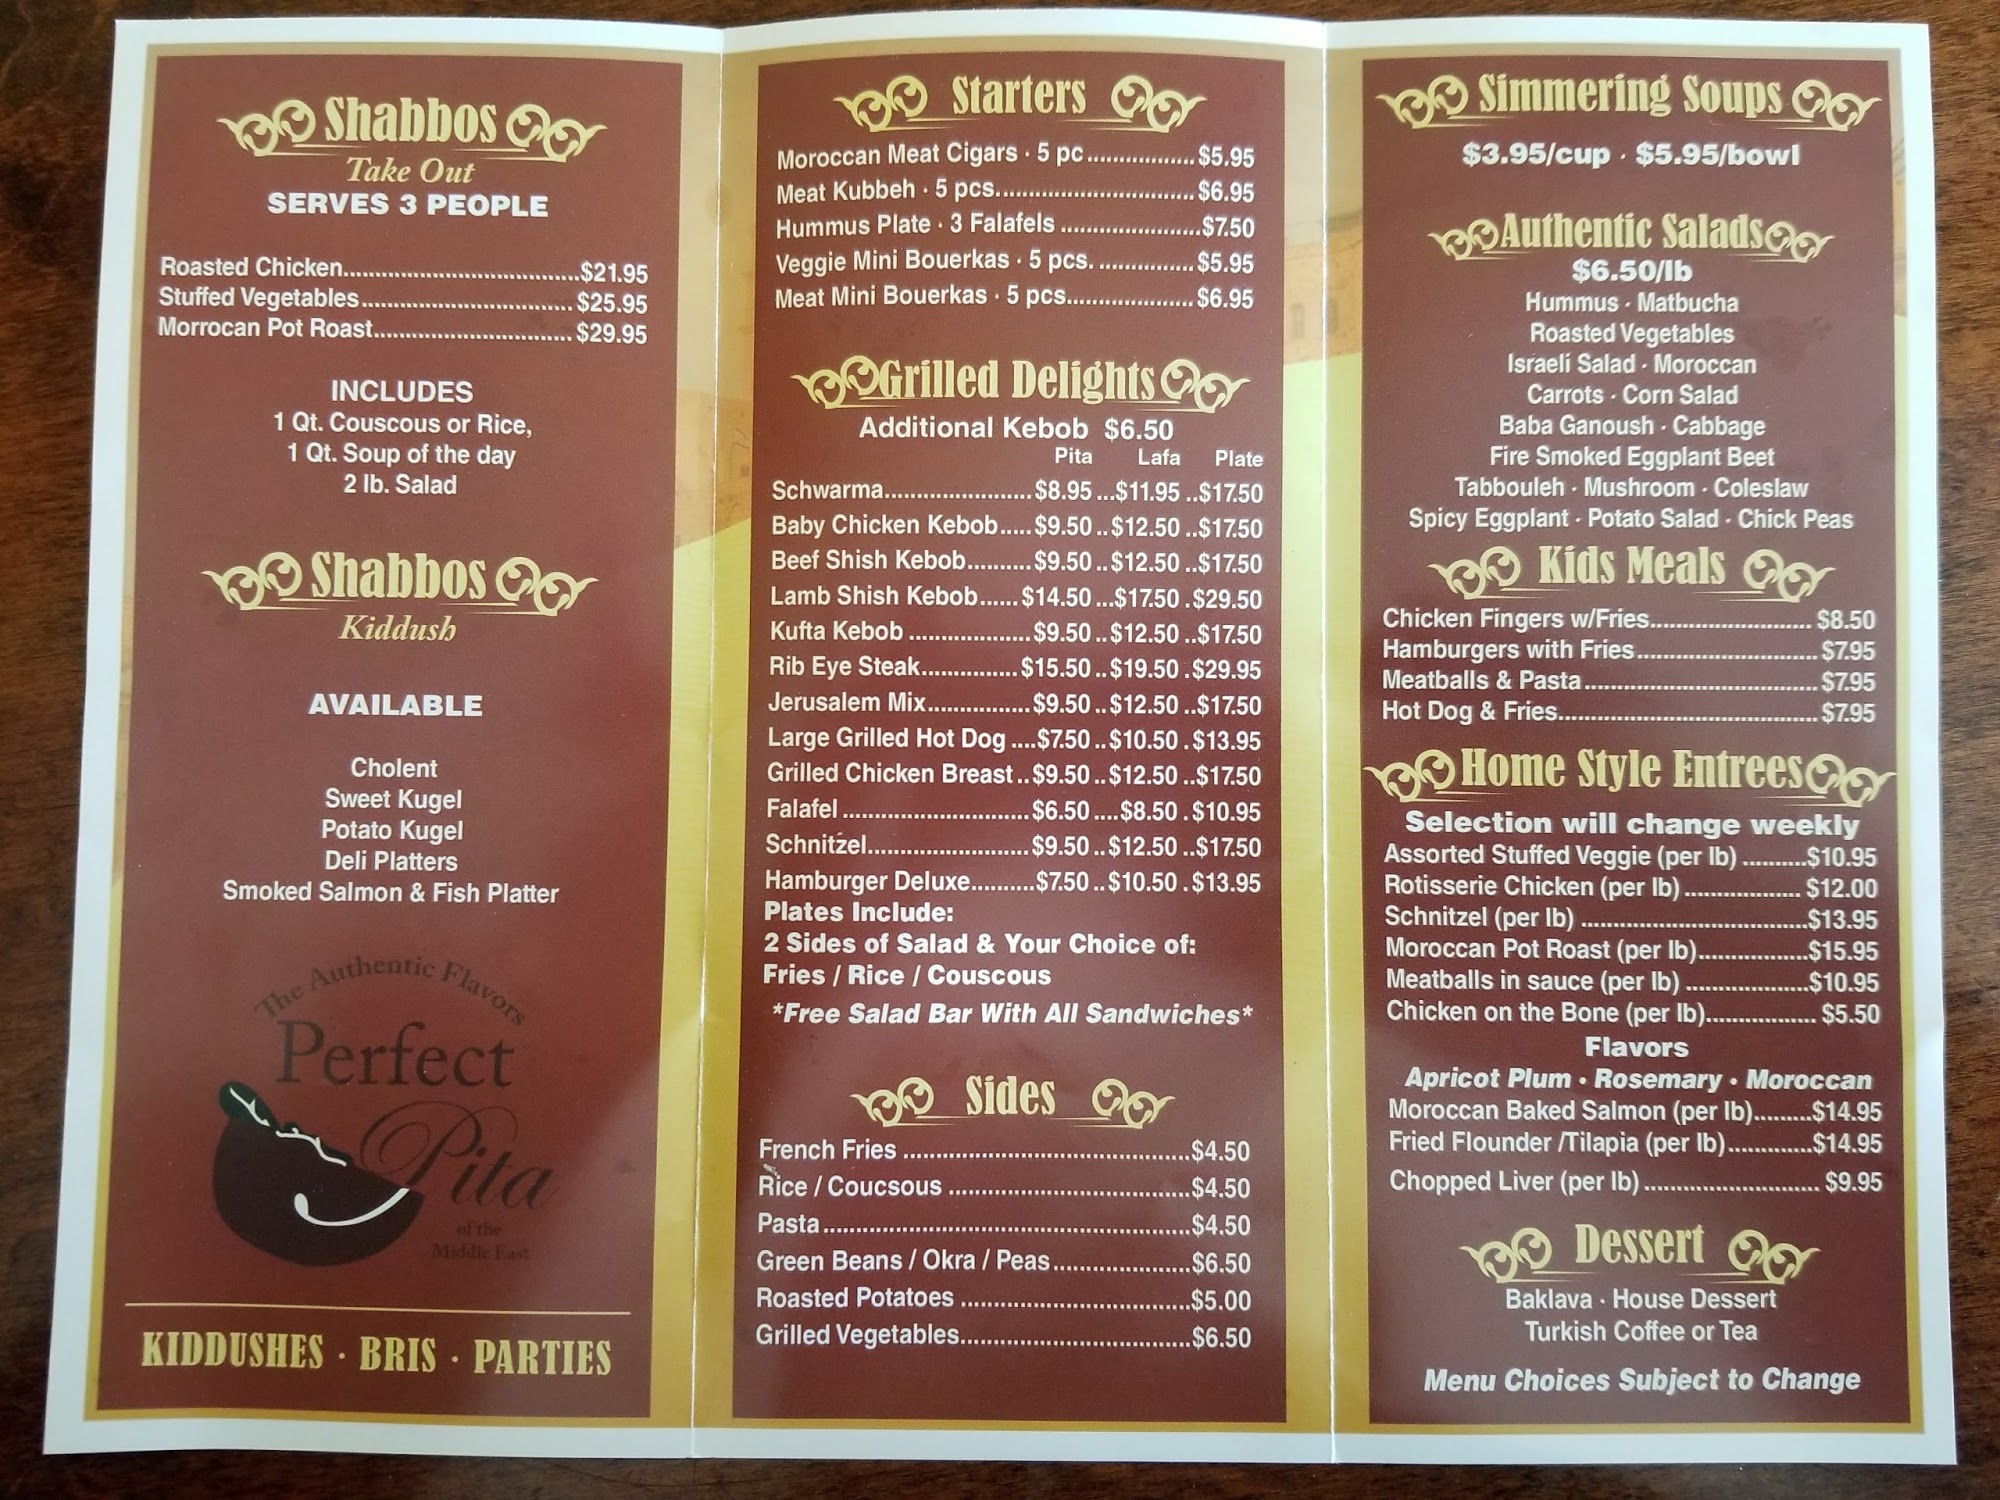 Shabbos
Take Out
SERVES 3 PEOPLE
Roasted Chicken......$21.95
Stuffed Vegetables......$25.95
Morrocan Pot Roast......$29.95
INCLUDES
1 Qt. Couscous or Rice,
1 Qt. Soup of the day
2 lb. Salad
Shabbos
Kiddush
AVAILABLE
Cholent
Sweet Kugel
Potato Kugel
Deli Platters
Smoked Salmon & Fish Platter
The Authentic Flavors
Perfect
Pita
of the
Middle East
KIDDUSHES · BRIS · PARTIES
Starters
Moroccan Meat Cigars · 5 pc......$5.95
Meat Kubbeh · 5 pcs......$6.95
Hummus Plate · 3 Falafels......$7.50
Veggie Mini Bouerkas · 5 pcs.......$5.95
Meat Mini Bouerkas · 5 pcs......$6.95
Grilled Delights
Additional Kebob $6.50
Pita Lafa Plate
Schwarma......$8.95...$11.95..$17.50
Baby Chicken Kebob.....$9.50..$12.50..$17.50
Beef Shish Kebob......$9.50..$12.50..$17.50
Lamb Shish Kebob......$14.50...$17.50.$29.50
Kufta Kebob......$9.50..$12.50..$17.50
Rib Eye Steak......$15.50..$19.50.$29.95
Jerusalem Mix......$9.50..$12.50..$17.50
Large Grilled Hot Dog....$7.50..$10.50.$13.95
Grilled Chicken Breast..$9.50..$12.50..$17.50
Falafel......$6.50....$8.50.$10.95
Schnitzel......$9.50..$12.50..$17.50
Hamburger Deluxe......$7.50..$10.50.$13.95
Plates Include:
2 Sides of Salad & Your Choice of:
Fries / Rice / Couscous
*Free Salad Bar With All Sandwiches*
Sides
French Fries......$4.50
Rice / Coucsous......$4.50
Pasta......$4.50
Green Beans / Okra / Peas......$6.50
Roasted Potatoes......$5.00
Grilled Vegetables......$6.50
Simmering Soups
$3.95/cup · $5.95/bowl
Authentic Salads
$6.50/lb
Hummus · Matbucha
Roasted Vegetables
Israeli Salad · Moroccan
Carrots · Corn Salad
Baba Ganoush · Cabbage
Fire Smoked Eggplant Beet
Tabbouleh · Mushroom · Coleslaw
Spicy Eggplant · Potato Salad · Chick Peas
Kids Meals
Chicken Fingers w/Fries......$8.50
Hamburgers with Fries......$7.95
Meatballs & Pasta......$7.95
Hot Dog & Fries......$7.95
Home Style Entrees
Selection will change weekly
Assorted Stuffed Veggie (per lb)......$10.95
Rotisserie Chicken (per lb)......$12.00
Schnitzel (per lb)......$13.95
Moroccan Pot Roast (per lb)......$15.95
Meatballs in sauce (per lb)......$10.95
Chicken on the Bone (per lb)......$5.50
Flavors
Apricot Plum • Rosemary • Moroccan
Moroccan Baked Salmon (per lb)......$14.95
Fried Flounder /Tilapia (per lb)......$14.95
Chopped Liver (per lb)......$9.95
Dessert
Baklava · House Dessert
Turkish Coffee or Tea
Menu Choices Subject to Change